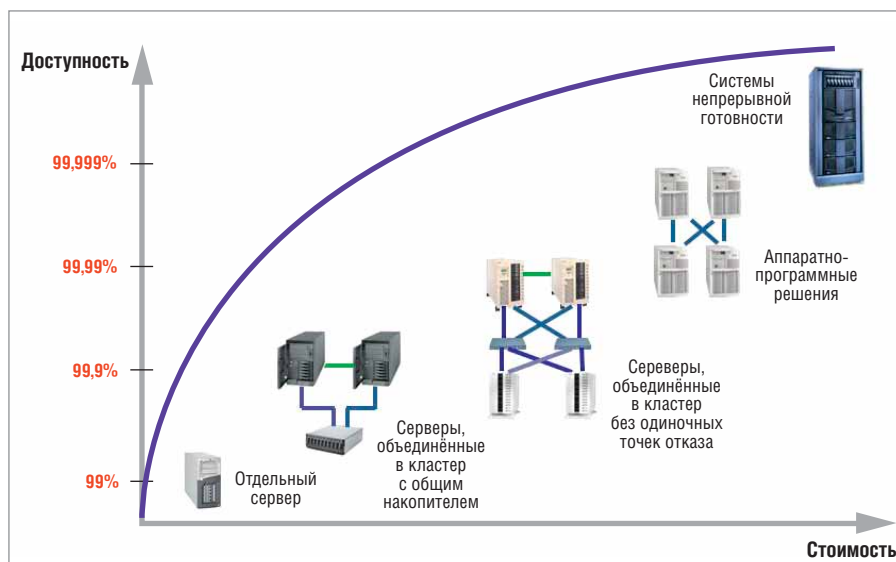 Доступность
99,999%
99,99%
99,9%
99%
Отдельный
сервер
Серверы,
объединённые
в кластер
с общим
накопителем
Сереверы,
объединённые
в кластер
без одиночных
точек отказа
Аппаратно-
программные
решения
Системы
непрерывной
готовности
Стоимость